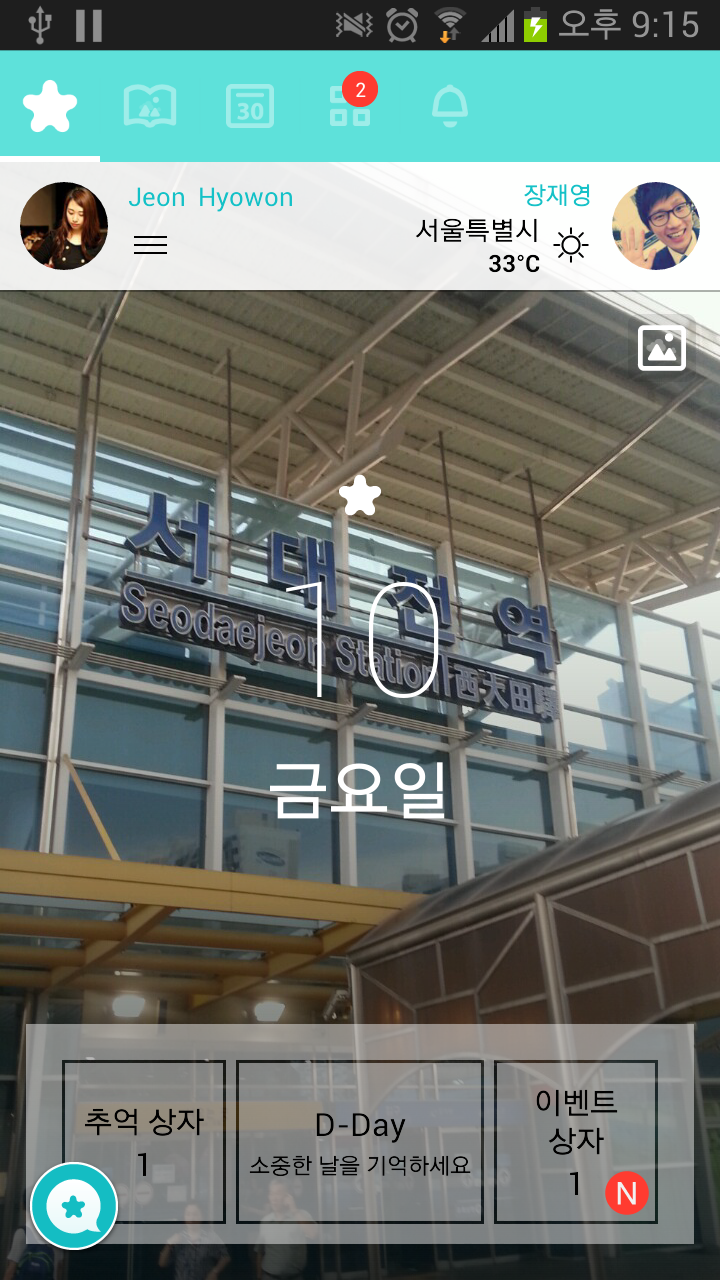 오후 9:15
30
2
Jeon Hyowon
장재영
서울특별시
33°C
서대전역
Seodaejeon Station 西大田驛
10
금요일
추억 상자
1
D-Day
소중한 날을 기억하세요
이벤트
상자
1
N